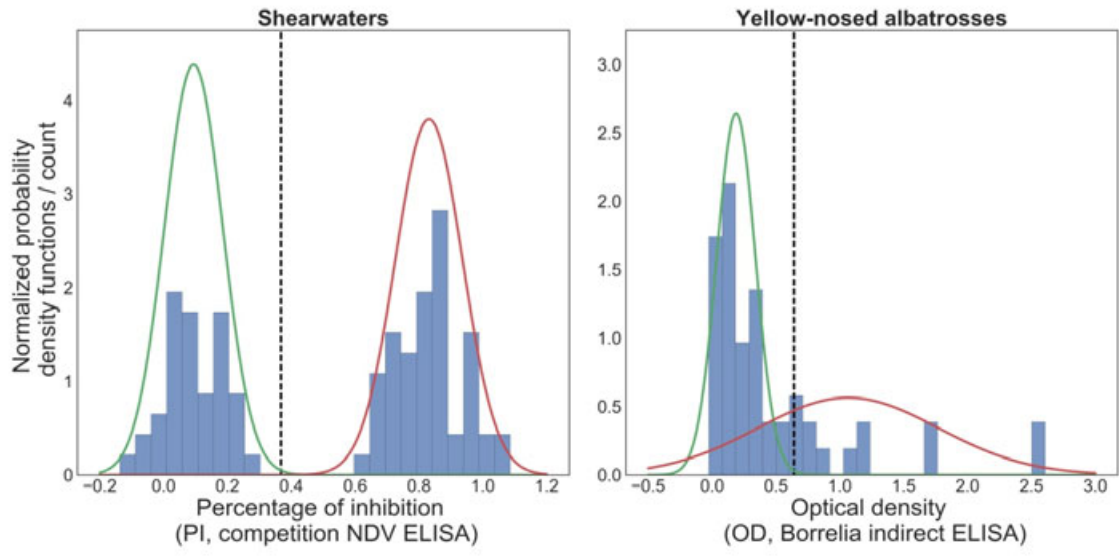 Shearwaters
Normalized probability
density functions / count
4
3
2
1
0
−0.2 0.0 0.2 0.4 0.6 0.8 1.0 1.2
Percentage of inhibition
(PI, competition NDV ELISA)
Yellow-nosed albatrosses
3.0
2.5
2.0
1.5
1.0
0.5
0.0
−0.5 0.0 0.5 1.0 1.5 2.0 2.5 3.0
Optical density
(OD, Borrelia indirect ELISA)